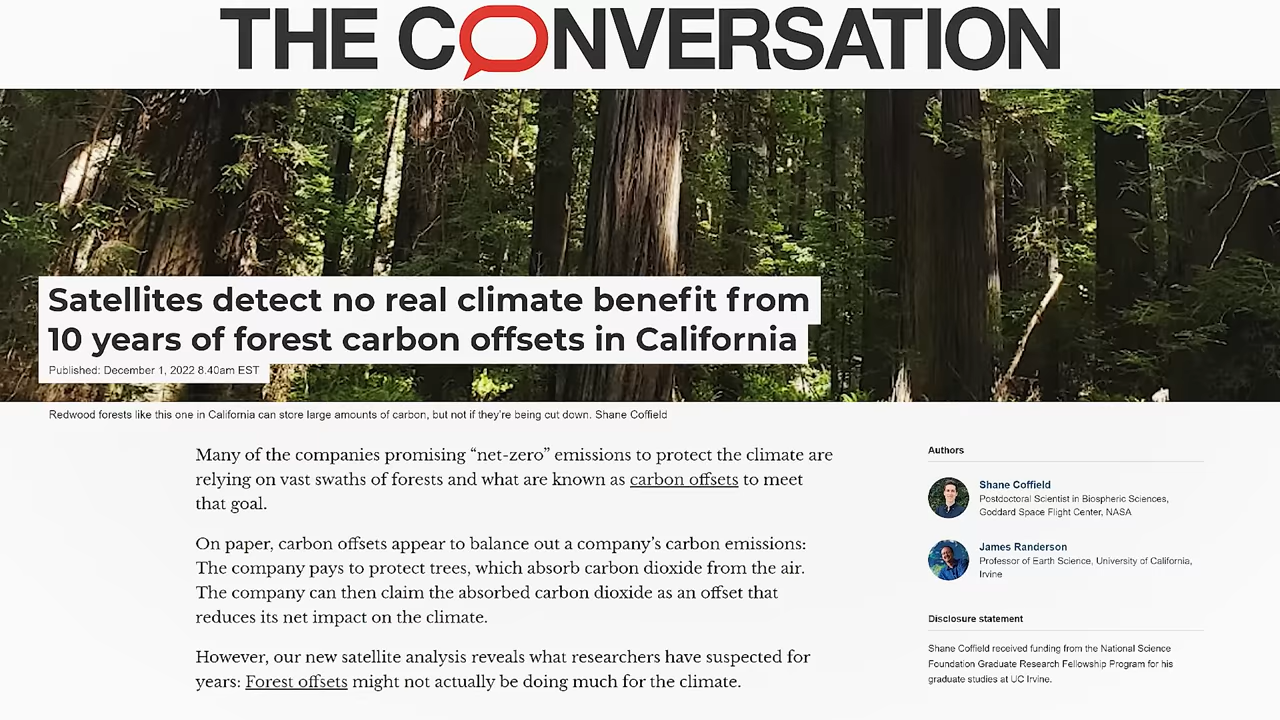 THE CONVERSATION
Satellites detect no real climate benefit from
10 years of forest carbon offsets in California
Published: December 1, 2022 8.40am EST
Redwood forests like this one in California can store large amounts of carbon, but not if they're being cut down. Shane Coffield
Many of the companies promising “net-zero” emissions to protect the climate are
relying on vast swaths of forests and what are known as carbon offsets to meet
that goal.
On paper, carbon offsets appear to balance out a company’s carbon emissions:
The company pays to protect trees, which absorb carbon dioxide from the air.
The company can then claim the absorbed carbon dioxide as an offset that
reduces its net impact on the climate.
However, our new satellite analysis reveals what researchers have suspected for
years: Forest offsets might not actually be doing much for the climate.
Authors
Shane Coffield
Postdoctoral Scientist in Biospheric Sciences,
Goddard Space Flight Center, NASA
James Randerson
Professor of Earth Science, University of California,
Irvine
Disclosure statement
Shane Coffield received funding from the National Science
Foundation Graduate Research Fellowship Program for his
graduate studies at UC Irvine.